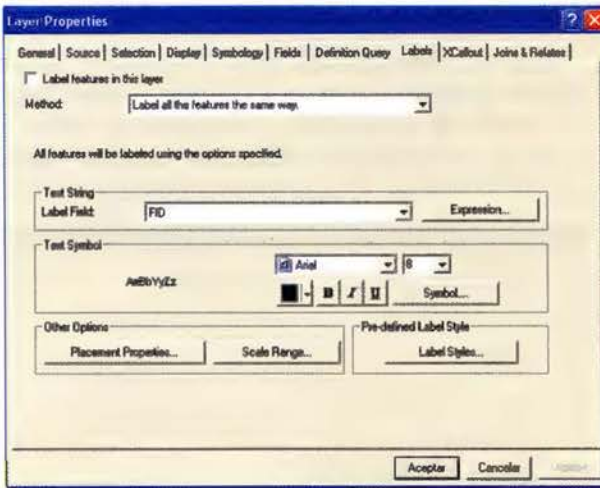 Layer Properties
General Source Selection Display Symbology Fields Definition Query Labels XCallout Joins & Relates
Label features in this layer
Method: Label all the features the same way.
All features will be labeled using the options specified.
Text String
Label Field: FID Expression...
Text Symbol
AaBbYyZz
Arial 8
B I U Symbol...
Other Options
Placement Properties... Scale Range...
Pre-defined Label Style
Label Styles...
Aceptar Cancelar